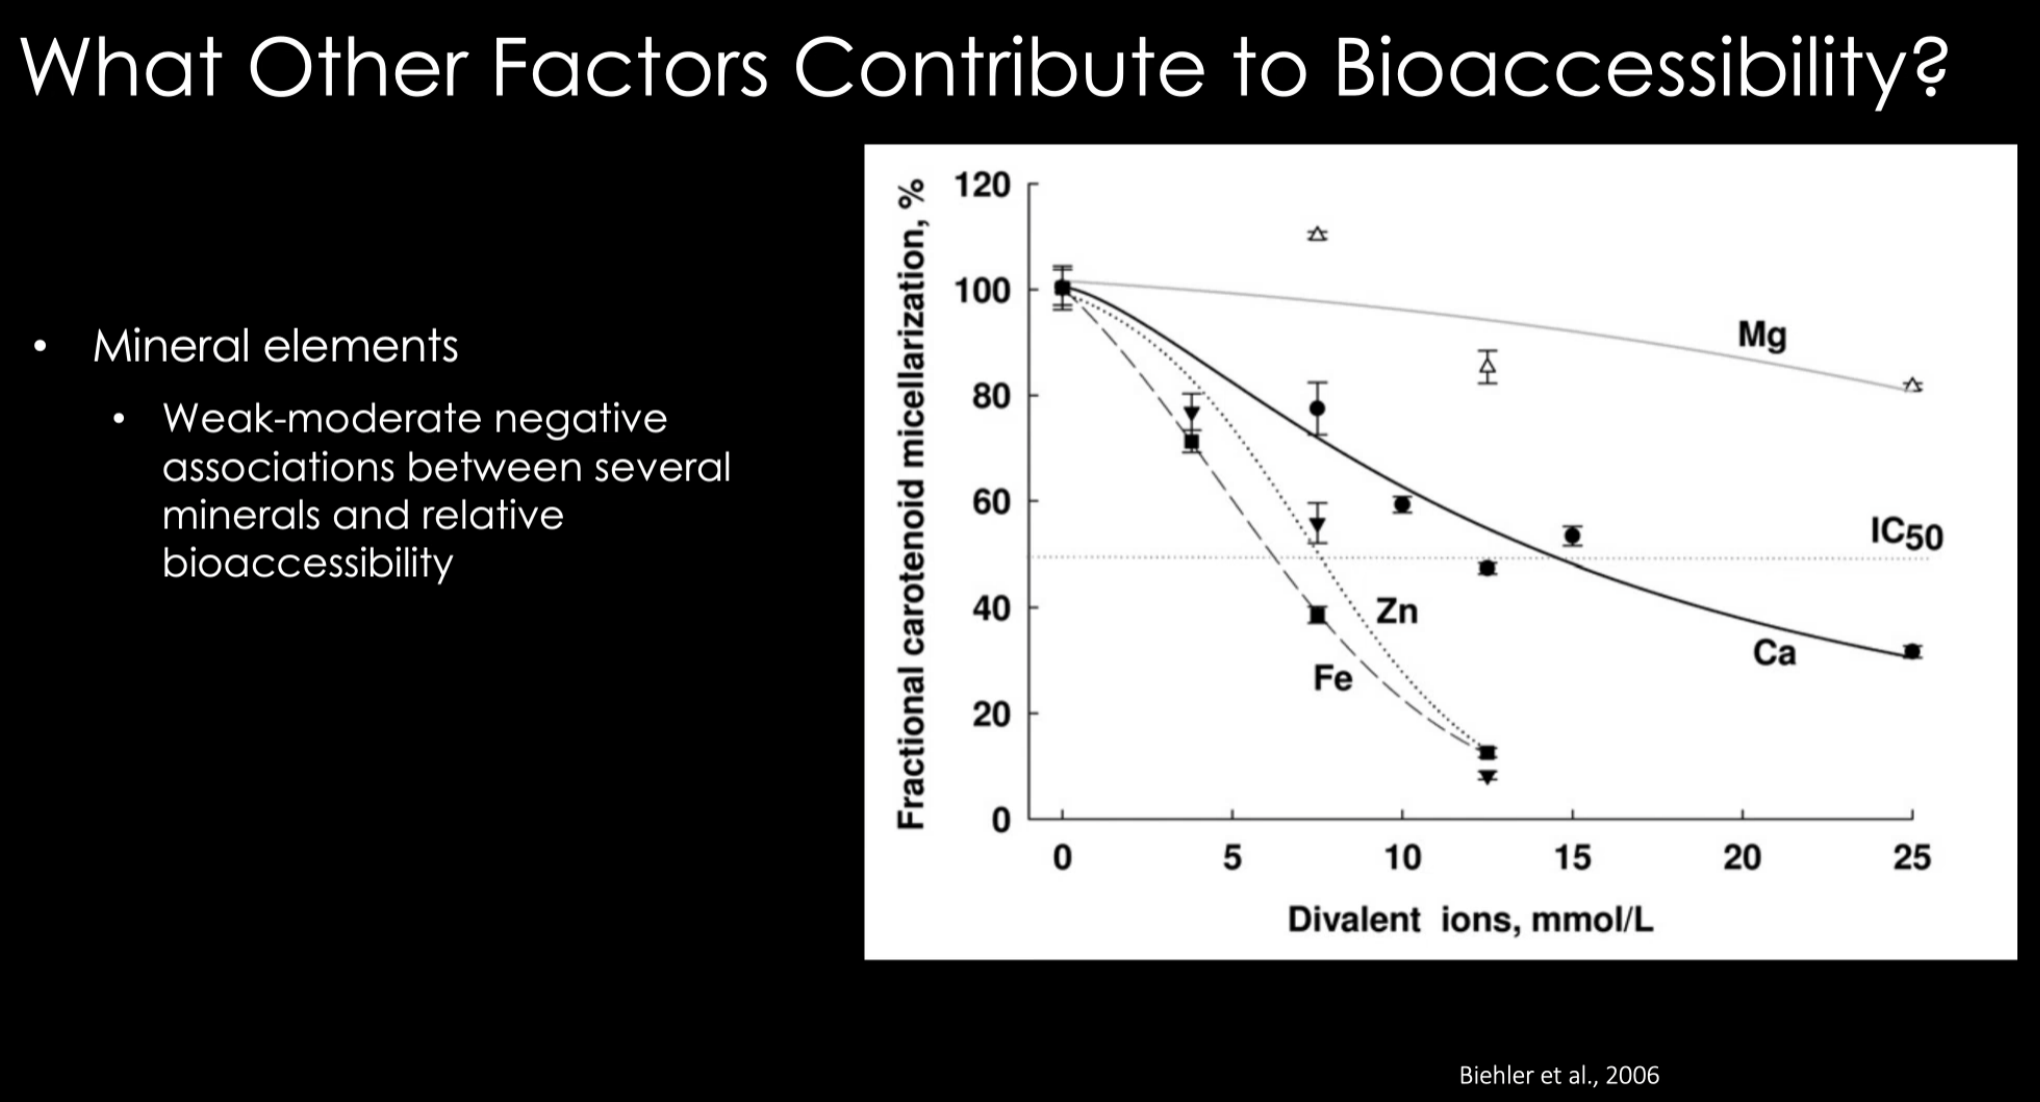 What Other Factors Contribute to Bioaccessibility?
• Mineral elements
• Weak-moderate negative
associations between several
minerals and relative
bioaccessibility
Fractional carotenoid micellarization, %
120
100
80
60
40
20
0
Mg
IC50
Zn
Ca
Fe
0 5 10 15 20 25
Divalent ions, mmol/L
Biehler et al., 2006